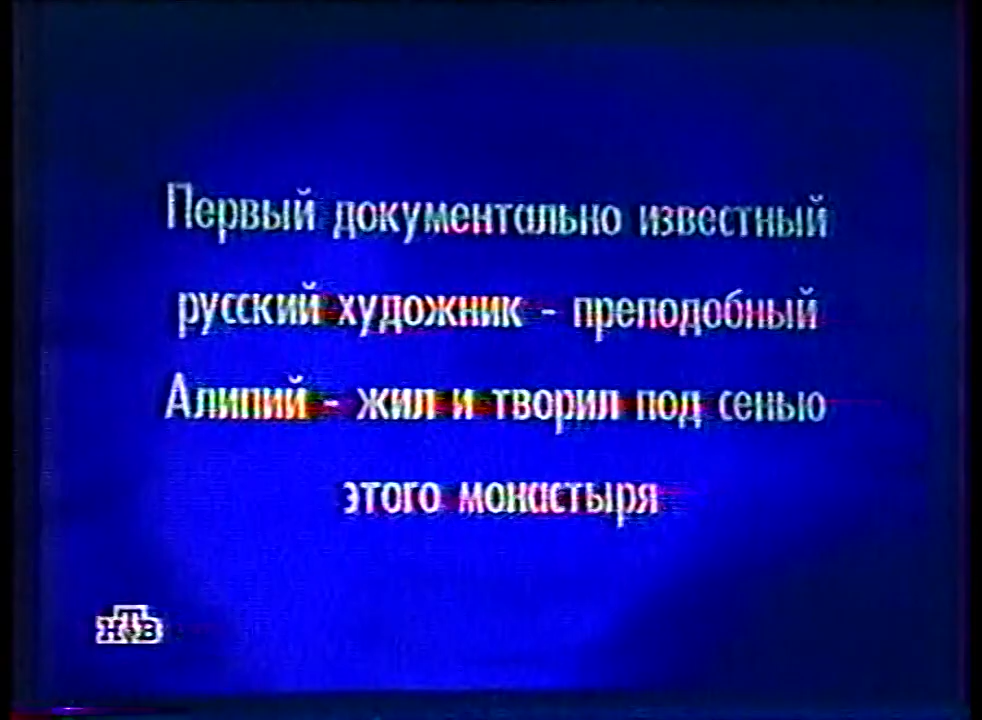 Первый документально известный
русский художник - преподобный
Алипий - жил и творил под сенью
этого монастыря
НТВ